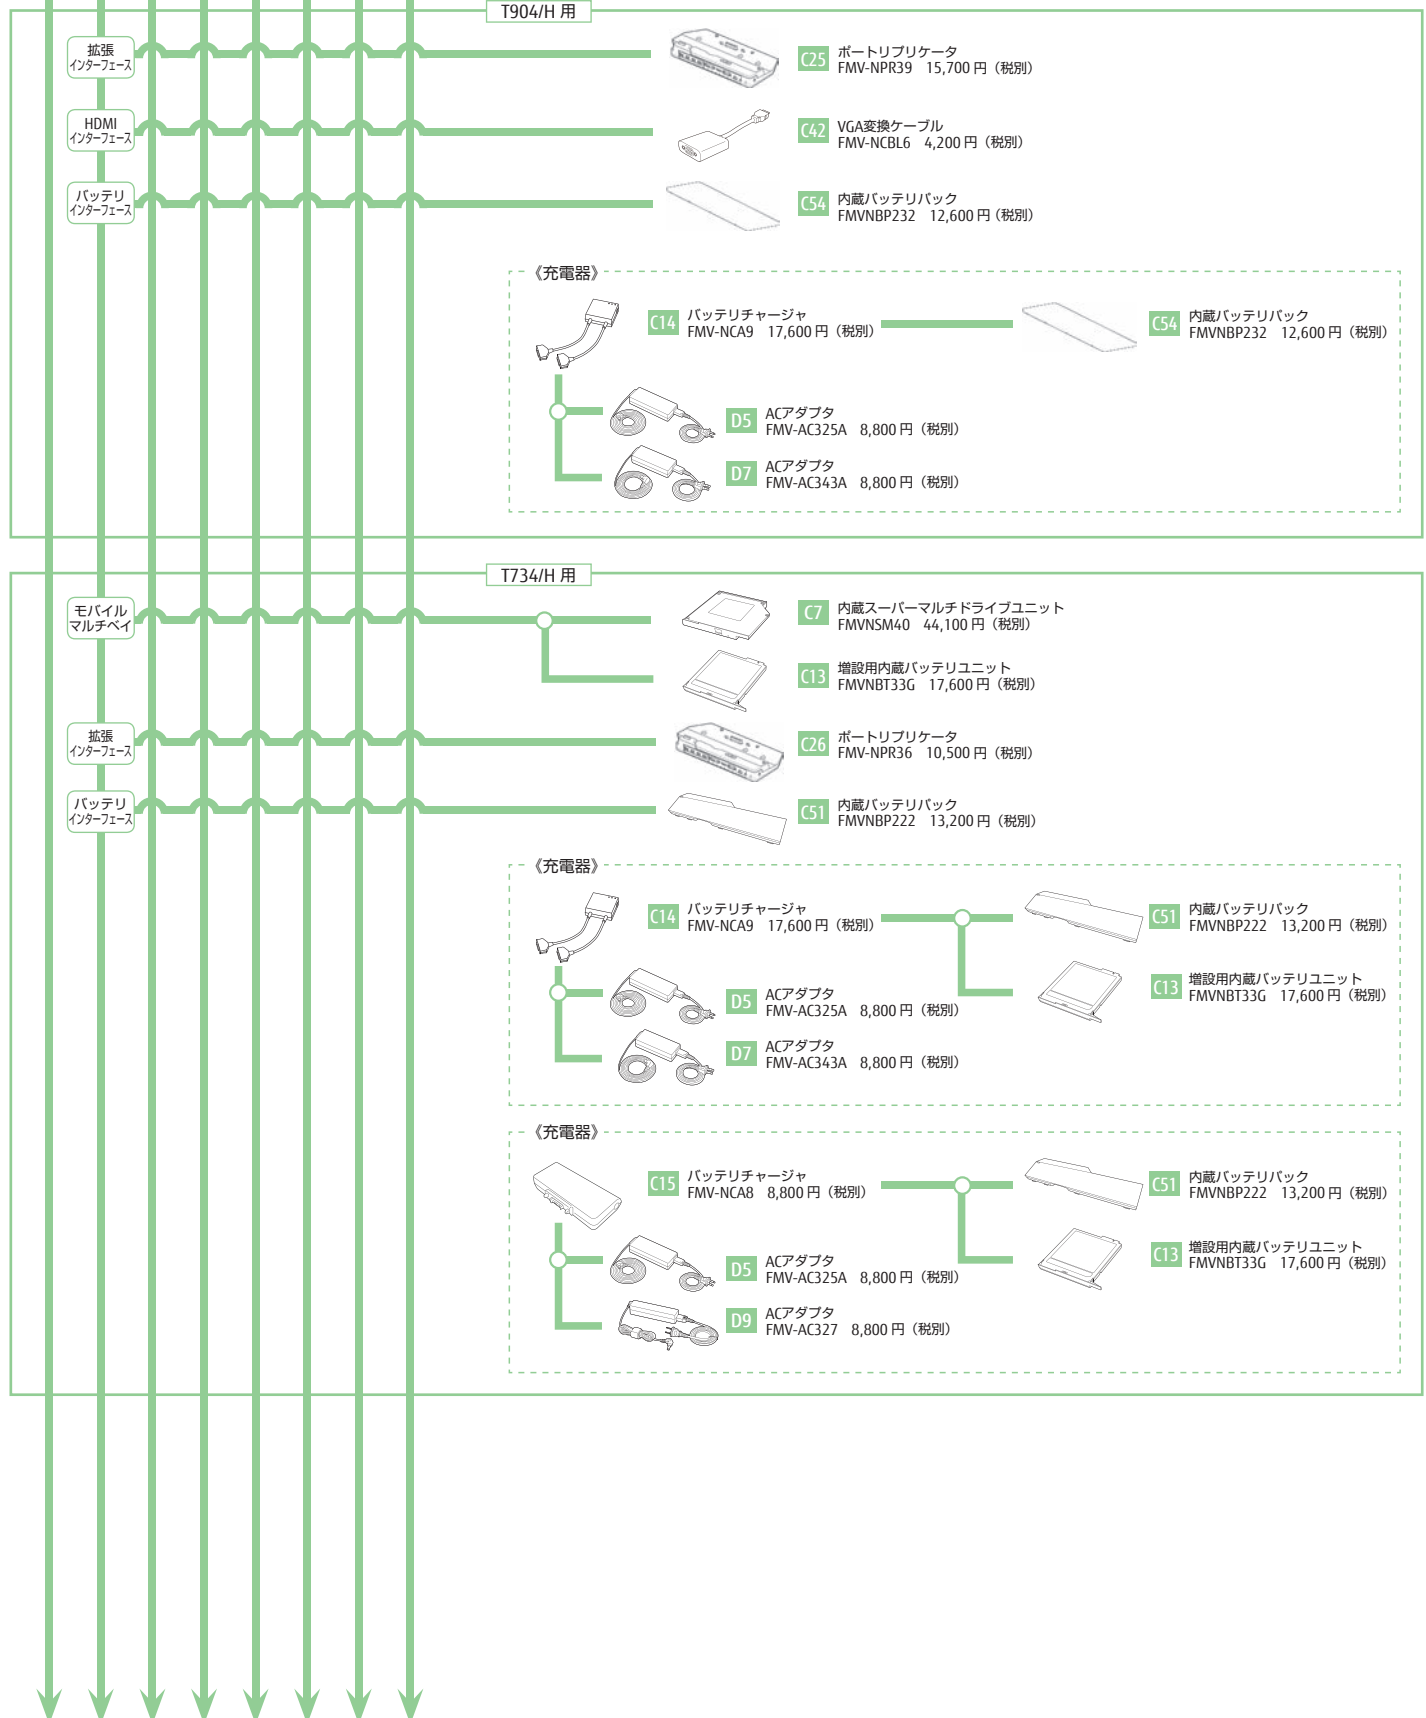 T904/H 用
拡張
インターフェース
C25
ポートリプリケータ
FMV-NPR39 15,700 円（税別）
HDMI
インターフェース
C42
VGA変換ケーブル
FMV-NCBL6 4,200 円（税別）
バッテリ
インターフェース
C54
内蔵バッテリパック
FMVNBP232 12,600 円（税別）
《充電器》
C14
バッテリチャージャ
FMV-NCA9 17,600 円（税別）
C54
内蔵バッテリパック
FMVNBP232 12,600 円（税別）
D5
ACアダプタ
FMV-AC325A 8,800 円（税別）
D7
ACアダプタ
FMV-AC343A 8,800 円（税別）
T734/H 用
モバイル
マルチベイ
C7
内蔵スーパーマルチドライブユニット
FMVNSM40 44,100 円（税別）
C13
増設用内蔵バッテリユニット
FMVNBT33G 17,600 円（税別）
拡張
インターフェース
C26
ポートリプリケータ
FMV-NPR36 10,500 円（税別）
バッテリ
インターフェース
C51
内蔵バッテリパック
FMVNBP222 13,200 円（税別）
《充電器》
C14
バッテリチャージャ
FMV-NCA9 17,600 円（税別）
C51
内蔵バッテリパック
FMVNBP222 13,200 円（税別）
C13
増設用内蔵バッテリユニット
FMVNBT33G 17,600 円（税別）
D5
ACアダプタ
FMV-AC325A 8,800 円（税別）
D7
ACアダプタ
FMV-AC343A 8,800 円（税別）
《充電器》
C15
バッテリチャージャ
FMV-NCA8 8,800 円（税別）
C51
内蔵バッテリパック
FMVNBP222 13,200 円（税別）
C13
増設用内蔵バッテリユニット
FMVNBT33G 17,600 円（税別）
D5
ACアダプタ
FMV-AC325A 8,800 円（税別）
D9
ACアダプタ
FMV-AC327 8,800 円（税別）